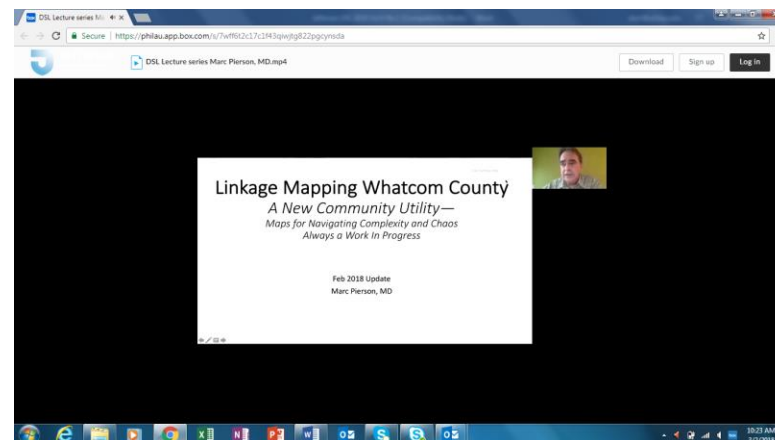 DSL Lecture series Ma
Secure | https://philau.app.box.com/s/7wff6t2c17c1f43qiwjtg822pgcynsda
DSL Lecture series Marc Pierson, MD.mp4
Download
Sign up
Log in
Linkage Mapping Whatcom County
A New Community Utility—
Maps for Navigating Complexity and Chaos
Always a Work In Progress
Feb 2018 Update
Marc Pierson, MD
10:23 AM